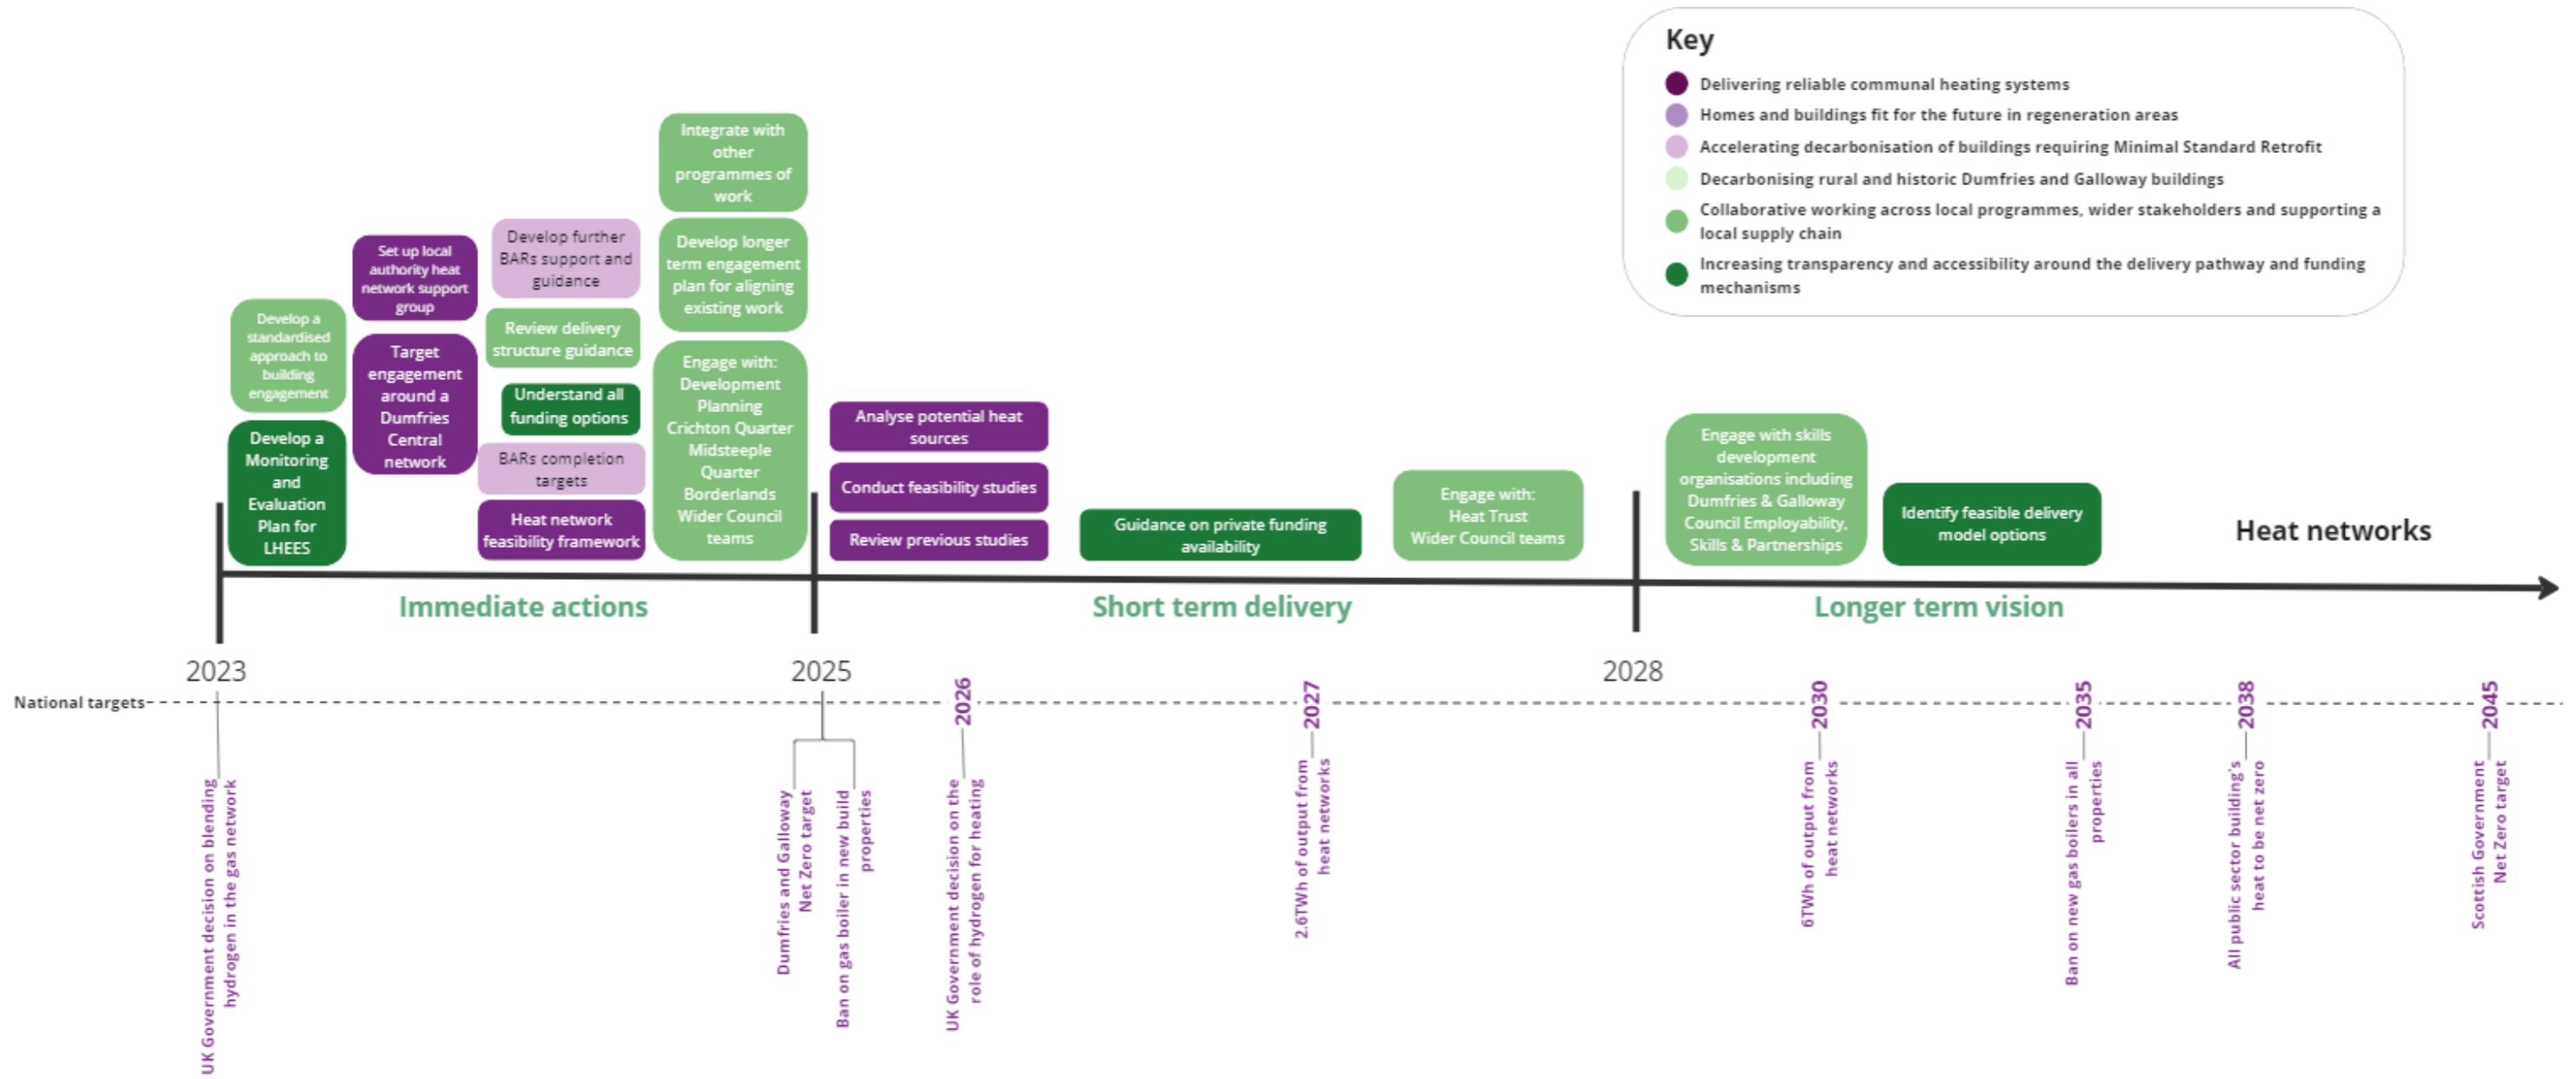 Key
Delivering reliable communal heating systems
Homes and buildings fit for the future in regeneration areas
Accelerating decarbonisation of buildings requiring Minimal Standard Retrofit
Decarbonising rural and historic Dumfries and Galloway buildings
Collaborative working across local programmes, wider stakeholders and supporting a
local supply chain
Increasing transparency and accessibility around the delivery pathway and funding
mechanisms
Develop a
standardised
approach to
building
engagement
Develop a
Monitoring
and
Evaluation
Plan for
LHEES
Set up local
authority heat
network support
group
Target
engagement
around a
Dumfries
Central
network
Develop further
BARs support and
guidance
Review delivery
structure guidance
Understand all
funding options
BARs completion
targets
Heat network
feasibility framework
Integrate with
other
programmes of
work
Develop longer
term engagement
plan for aligning
existing work
Engage with:
Development
Planning
Crichton Quarter
Midsteeple
Quarter
Borderlands
Wider Council
teams
Analyse potential heat
sources
Conduct feasibility studies
Review previous studies
Guidance on private funding
availability
Engage with:
Heat Trust
Wider Council teams
Engage with skills
development
organisations including
Dumfries & Galloway
Council Employability,
Skills & Partnerships
Identify feasible delivery
model options
Heat networks
Immediate actions
Short term delivery
Longer term vision
2023
2025
2028
National targets
2026
2027
2030
2035
2038
2045
UK Government decision on blending
hydrogen in the gas network
Dumfries and Galloway
Net Zero target
Ban on gas boiler in new build
properties
UK Government decision on the
role of hydrogen for heating
2.6TWh of output from
heat networks
6TWh of output from
heat networks
Ban on new gas boilers in all
properties
All public sector building's
heat to be net zero
Scottish Government
Net Zero target